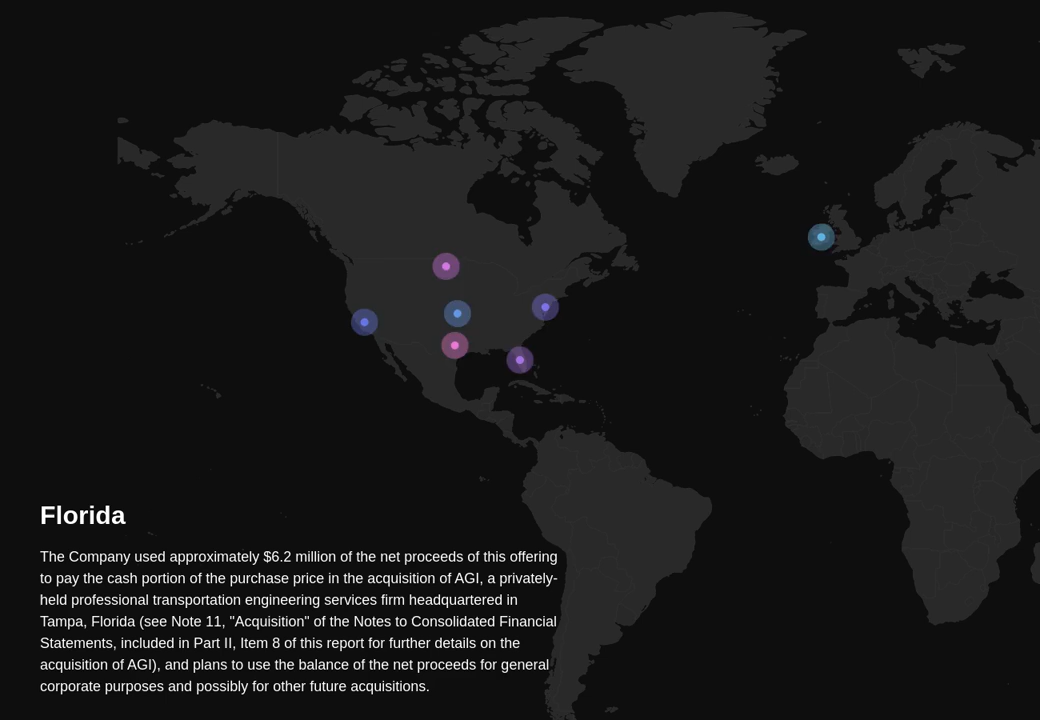 Florida
The Company used approximately $6.2 million of the net proceeds of this offering
to pay the cash portion of the purchase price in the acquisition of AGI, a privately-
held professional transportation engineering services firm headquartered in
Tampa, Florida (see Note 11, "Acquisition" of the Notes to Consolidated Financial
Statements, included in Part II, Item 8 of this report for further details on the
acquisition of AGI), and plans to use the balance of the net proceeds for general
corporate purposes and possibly for other future acquisitions.